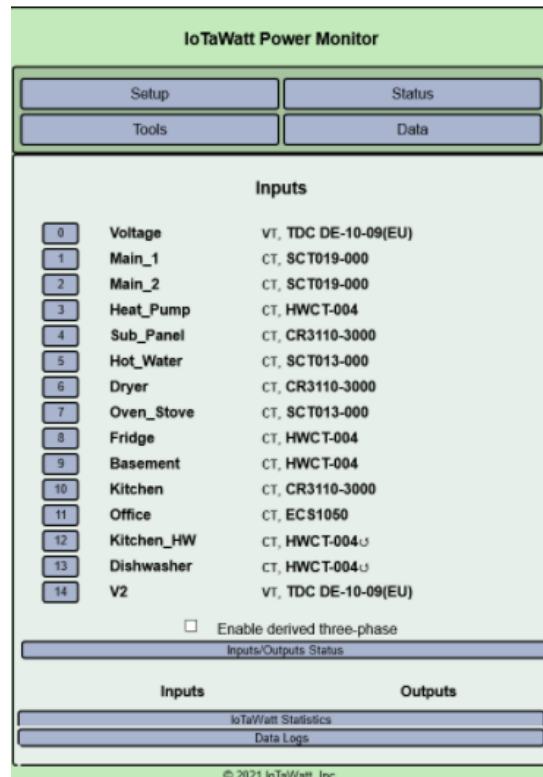 IoTaWatt Power Monitor
Setup Status
Tools Data
Inputs
0 Voltage VT, TDC DE-10-09(EU)
1 Main_1 CT, SCT019-000
2 Main_2 CT, SCT019-000
3 Heat_Pump CT, HWCT-004
4 Sub_Panel CT, CR3110-3000
5 Hot_Water CT, SCT013-000
6 Dryer CT, CR3110-3000
7 Oven_Stove CT, SCT013-000
8 Fridge CT, HWCT-004
9 Basement CT, HWCT-004
10 Kitchen CT, CR3110-3000
11 Office CT, ECS1050
12 Kitchen_HW CT, HWCT-004↺
13 Dishwasher CT, HWCT-004↺
14 V2 VT, TDC DE-10-09(EU)
Enable derived three-phase
Inputs/Outputs Status
Inputs Outputs
IoTaWatt Statistics
Data Logs
© 2021 IoTaWatt, Inc.